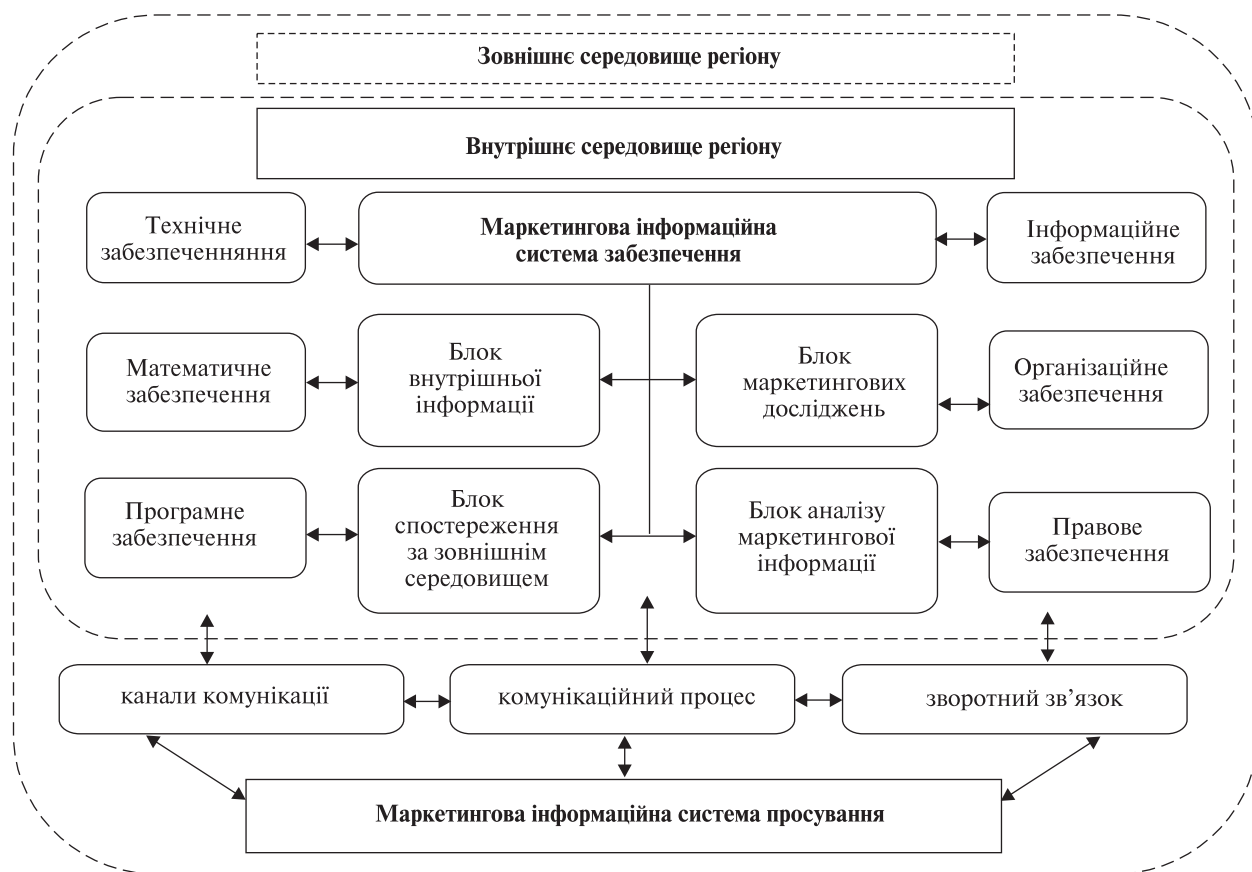 Зовнішнє середовище регіону
Внутрішнє середовище регіону
Технічне
забезпеченняння
Маркетингова інформаційна
система забезпечення
Інформаційне
забезпечення
Математичне
забезпечення
Блок
внутрішньої
інформації
Блок
маркетингових
досліджень
Організаційне
забезпечення
Програмне
забезпечення
Блок
спостереження
за зовнішнім
середовищем
Блок аналізу
маркетингової
інформації
Правове
забезпечення
канали комунікації
комунікаційний процес
зворотний зв’язок
Маркетингова інформаційна система просування